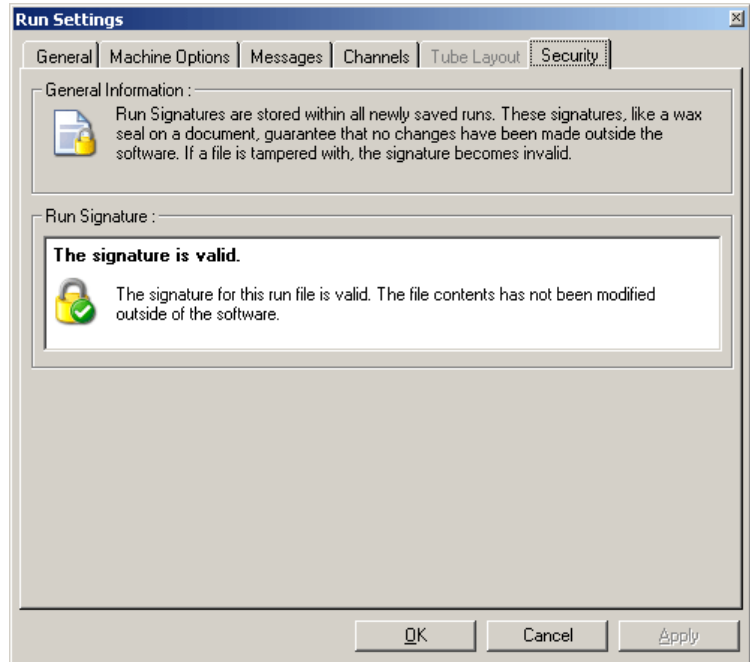 Run Settings
General Machine Options Messages Channels Tube Layout Security
General Information :
Run Signatures are stored within all newly saved runs. These signatures, like a wax
seal on a document, guarantee that no changes have been made outside the
software. If a file is tampered with, the signature becomes invalid.
Run Signature :
The signature is valid.
The signature for this run file is valid. The file contents has not been modified
outside of the software.
OK Cancel Apply